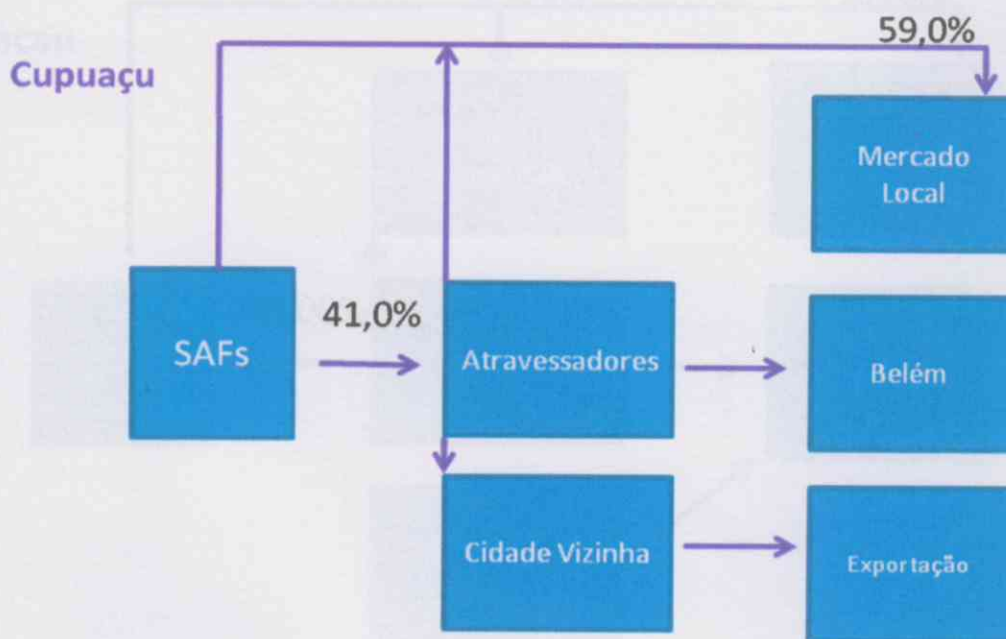 59,0%
Cupuaçu
Mercado
Local
SAFs
41,0%
Atravessadores
Belém
Cidade Vizinha
Exportação